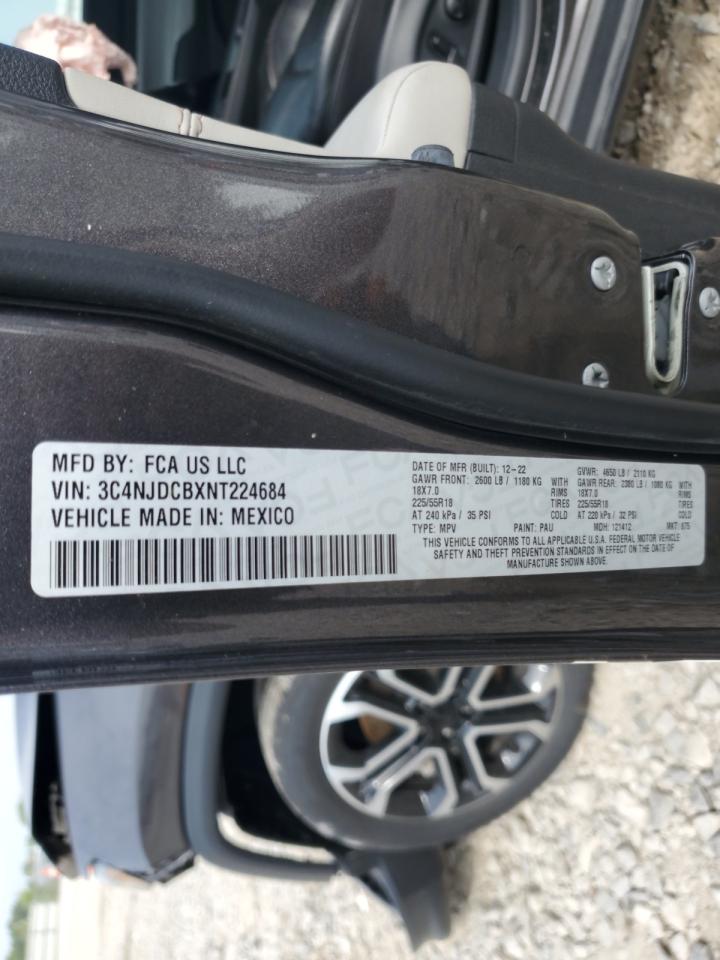 MFD BY: FCA US LLC
VIN: 3C4NJDCBXNT224684
VEHICLE MADE IN: MEXICO
DATE OF MFR (BUILT): 12-22 GVWR: 4650 LB / 2110 KG
GAWR FRONT: 2600 LB / 1180 KG WITH GAWR REAR: 2380 LB / 1080 KG WITH
18X7.0 RIMS 18X7.0 RIMS
225/55R18 TIRES 225/55R18 TIRES
AT 240 kPa / 35 PSI COLD AT 220 kPa / 32 PSI COLD
TYPE: MPV PAINT: PAU MDH: 121412 MKT: 675
THIS VEHICLE CONFORMS TO ALL APPLICABLE U.S.A. FEDERAL MOTOR VEHICLE
SAFETY AND THEFT PREVENTION STANDARDS IN EFFECT ON THE DATE OF
MANUFACTURE SHOWN ABOVE.